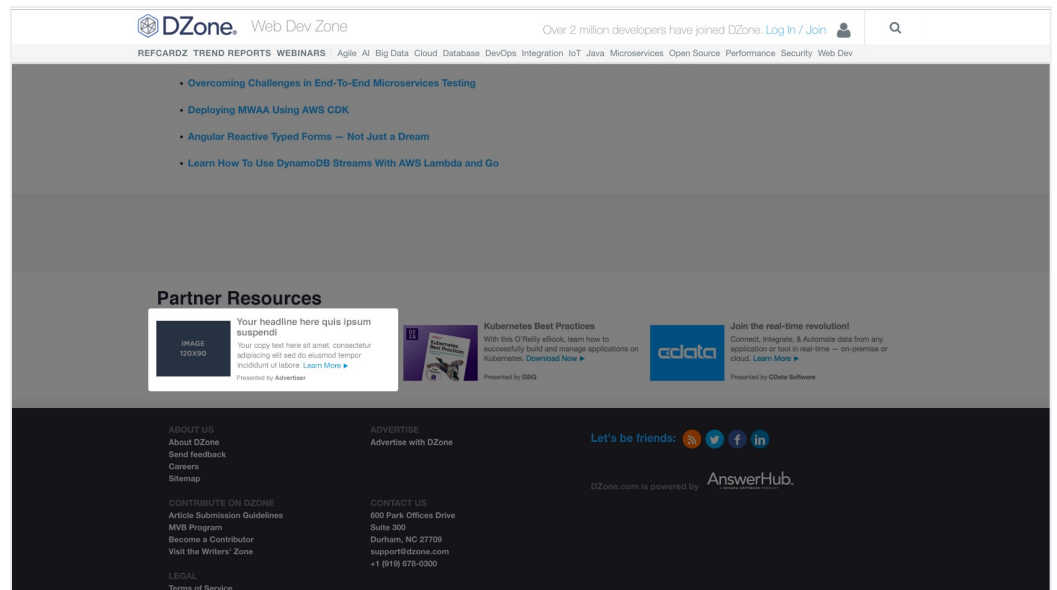 DZone. Web Dev Zone
Over 2 million developers have joined DZone. Log In / Join
REFCARDZ TREND REPORTS WEBINARS | Agile AI Big Data Cloud Database DevOps Integration IoT Java Microservices Open Source Performance Security Web Dev
• Overcoming Challenges in End-To-End Microservices Testing
• Deploying MWAA Using AWS CDK
• Angular Reactive Typed Forms — Not Just a Dream
• Learn How To Use DynamoDB Streams With AWS Lambda and Go
Partner Resources
IMAGE
120X90
Your headline here quis ipsum
suspendi
Your copy text here sit amet, consectetur
adipiscing elit sed do eiusmod tempor
incididunt ut labore. Learn More ▶
Presented by Advertiser
Kubernetes
Best Practices
Kubernetes Best Practices
With this O'Reilly eBook, learn how to
successfully build and manage applications on
Kubernetes. Download Now ▶
Presented by D2IQ
cdata
Join the real-time revolution!
Connect, Integrate, & Automate data from any
application or tool in real-time — on-premise or
cloud. Learn More ▶
Presented by CData Software
ABOUT US
About DZone
Send feedback
Careers
Sitemap
ADVERTISE
Advertise with DZone
Let's be friends:
DZone.com is powered by AnswerHub
CONTRIBUTE ON DZONE
Article Submission Guidelines
MVB Program
Become a Contributor
Visit the Writers' Zone
CONTACT US
600 Park Offices Drive
Suite 300
Durham, NC 27709
support@dzone.com
+1 (919) 678-0300
LEGAL
Terms of Service